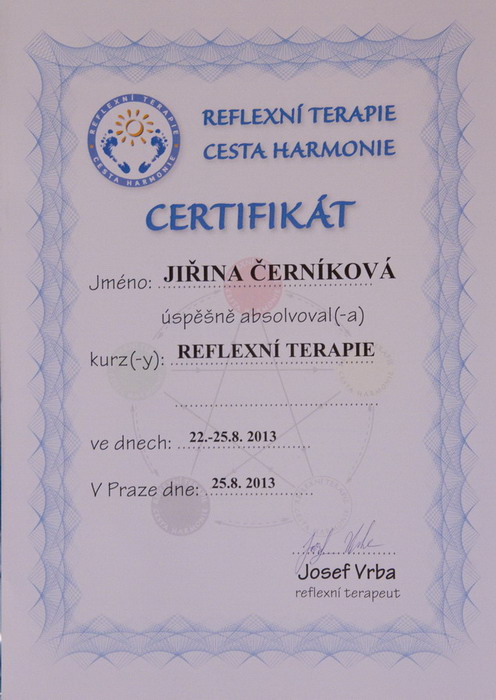 REFLEXNÍ TERAPIE
CESTA HARMONIE
REFLEXNÍ TERAPIE
CESTA HARMONIE
CERTIFIKÁT
Jméno: JIŘINA ČERNÍKOVÁ
úspěšně absolvoval(-a)
kurz(-y): REFLEXNÍ TERAPIE
ve dnech: 22.-25.8. 2013
V Praze dne: 25.8. 2013
Josef Vrba
reflexní terapeut